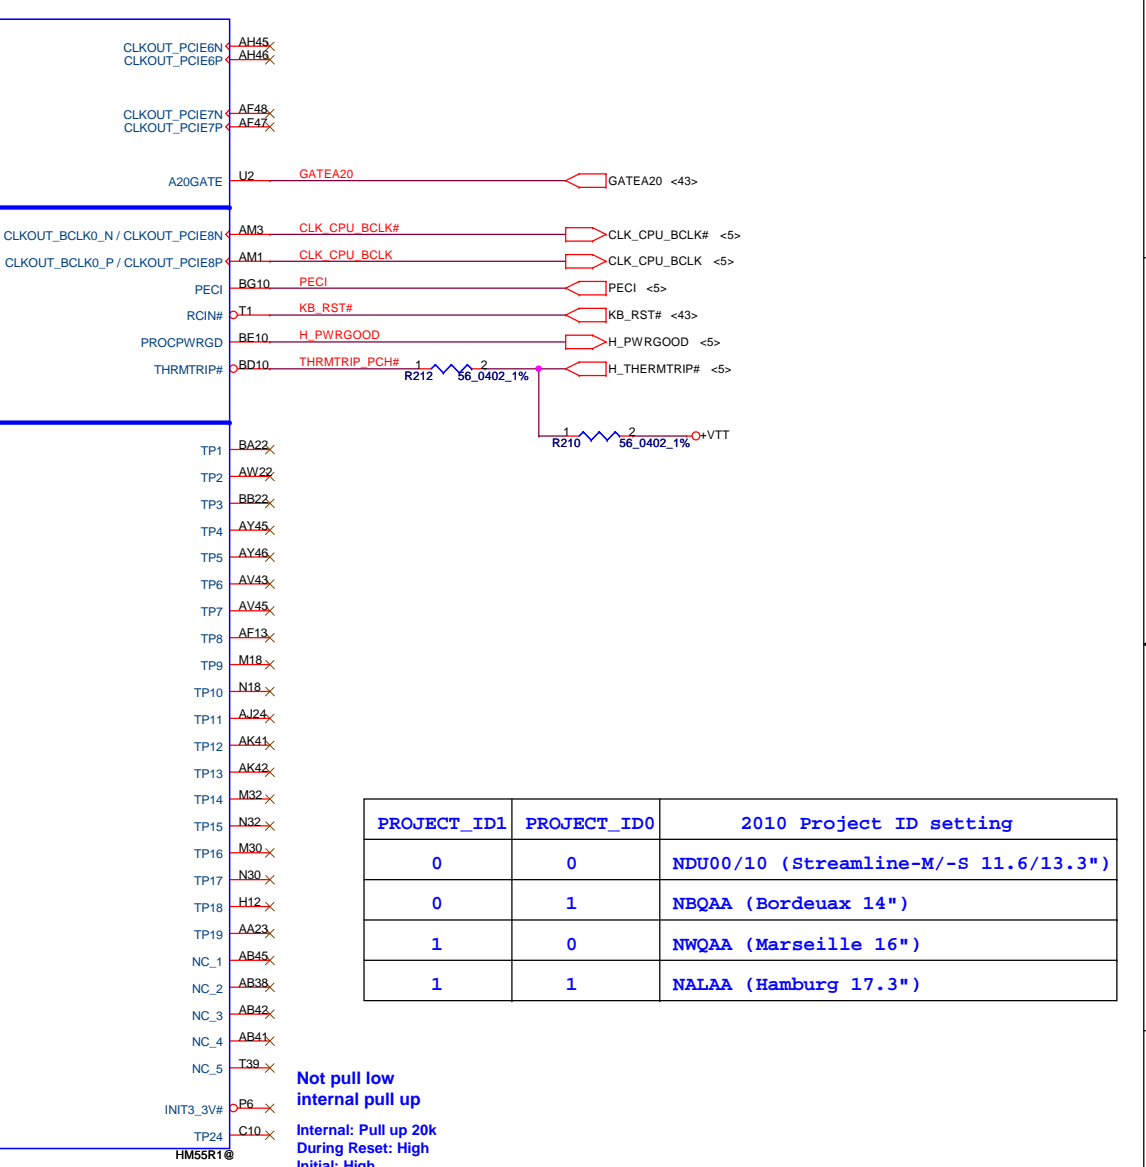 CLKOUT_PCIE6N AH45
CLKOUT_PCIE6P AH46
CLKOUT_PCIE7N AF48
CLKOUT_PCIE7P AF47
A20GATE U2 GATEA20 GATEA20 <43>
CLKOUT_BCLK0_N / CLKOUT_PCIE8N AM3 CLK_CPU_BCLK# CLK_CPU_BCLK# <5>
CLKOUT_BCLK0_P / CLKOUT_PCIE8P AM1 CLK_CPU_BCLK CLK_CPU_BCLK <5>
PECI BG10 PECI PECI <5>
RCIN# T1 KB_RST# KB_RST# <43>
PROCPWRGD BE10 H_PWRGOOD H_PWRGOOD <5>
THRMTRIP# BD10 THRMTRIP_PCH# 1 2 H_THERMTRIP# <5>
R212 56_0402_1%
1 2 +VTT
R210 56_0402_1%
TP1 BA22
TP2 AW22
TP3 BB22
TP4 AY45
TP5 AY46
TP6 AV43
TP7 AV45
TP8 AF13
TP9 M18
TP10 N18
TP11 AJ24
TP12 AK41
TP13 AK42
TP14 M32
TP15 N32
TP16 M30
TP17 N30
TP18 H12
TP19 AA23
NC_1 AB45
NC_2 AB38
NC_3 AB42
NC_4 AB41
NC_5 T39
INIT3_3V# P6
TP24 C10
HM55R1@
PROJECT_ID1 PROJECT_ID0 2010 Project ID setting
0 0 NDU00/10 (Streamline-M/-S 11.6/13.3")
0 1 NBQAA (Bordeuax 14")
1 0 NWQAA (Marseille 16")
1 1 NALAA (Hamburg 17.3")
Not pull low
internal pull up
Internal: Pull up 20k
During Reset: High
Initial: High